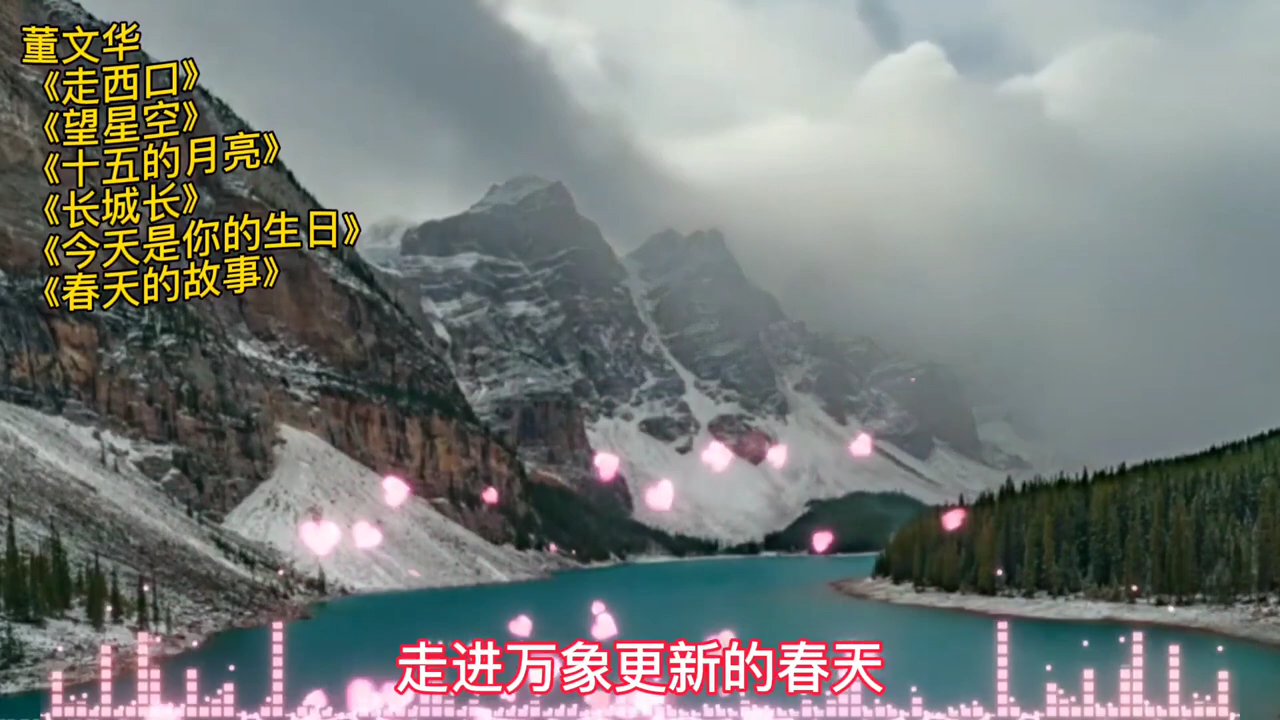 董文华
《走西口》
《望星空》
《十五的月亮》
《长城长》
《今天是你的生日》
《春天的故事》
走进万象更新的春天